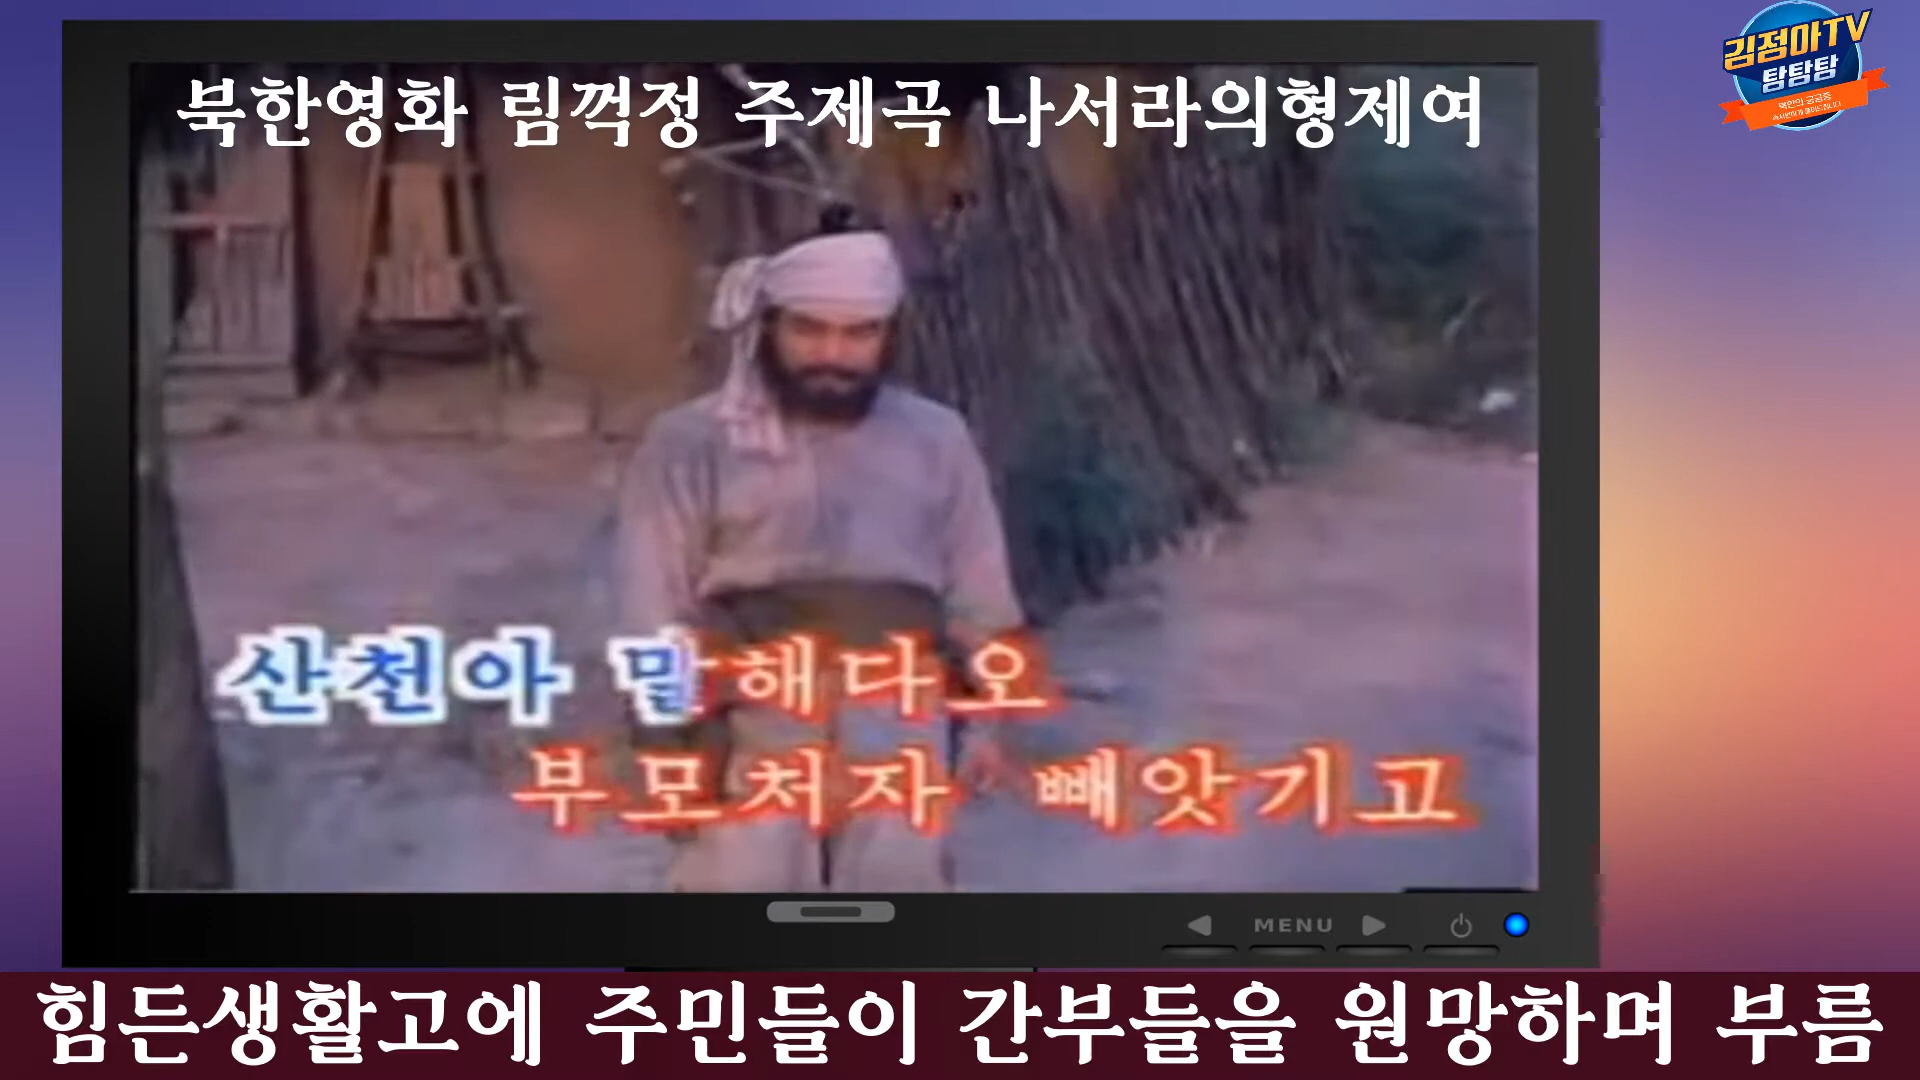 북한영화 림꺽정 주제곡 나서라의형제여
김정아TV
탐탐탐
산천아 말해다오
부모처자 빼앗기고
MENU
힘든생활고에 주민들이 간부들을 원망하며 부름